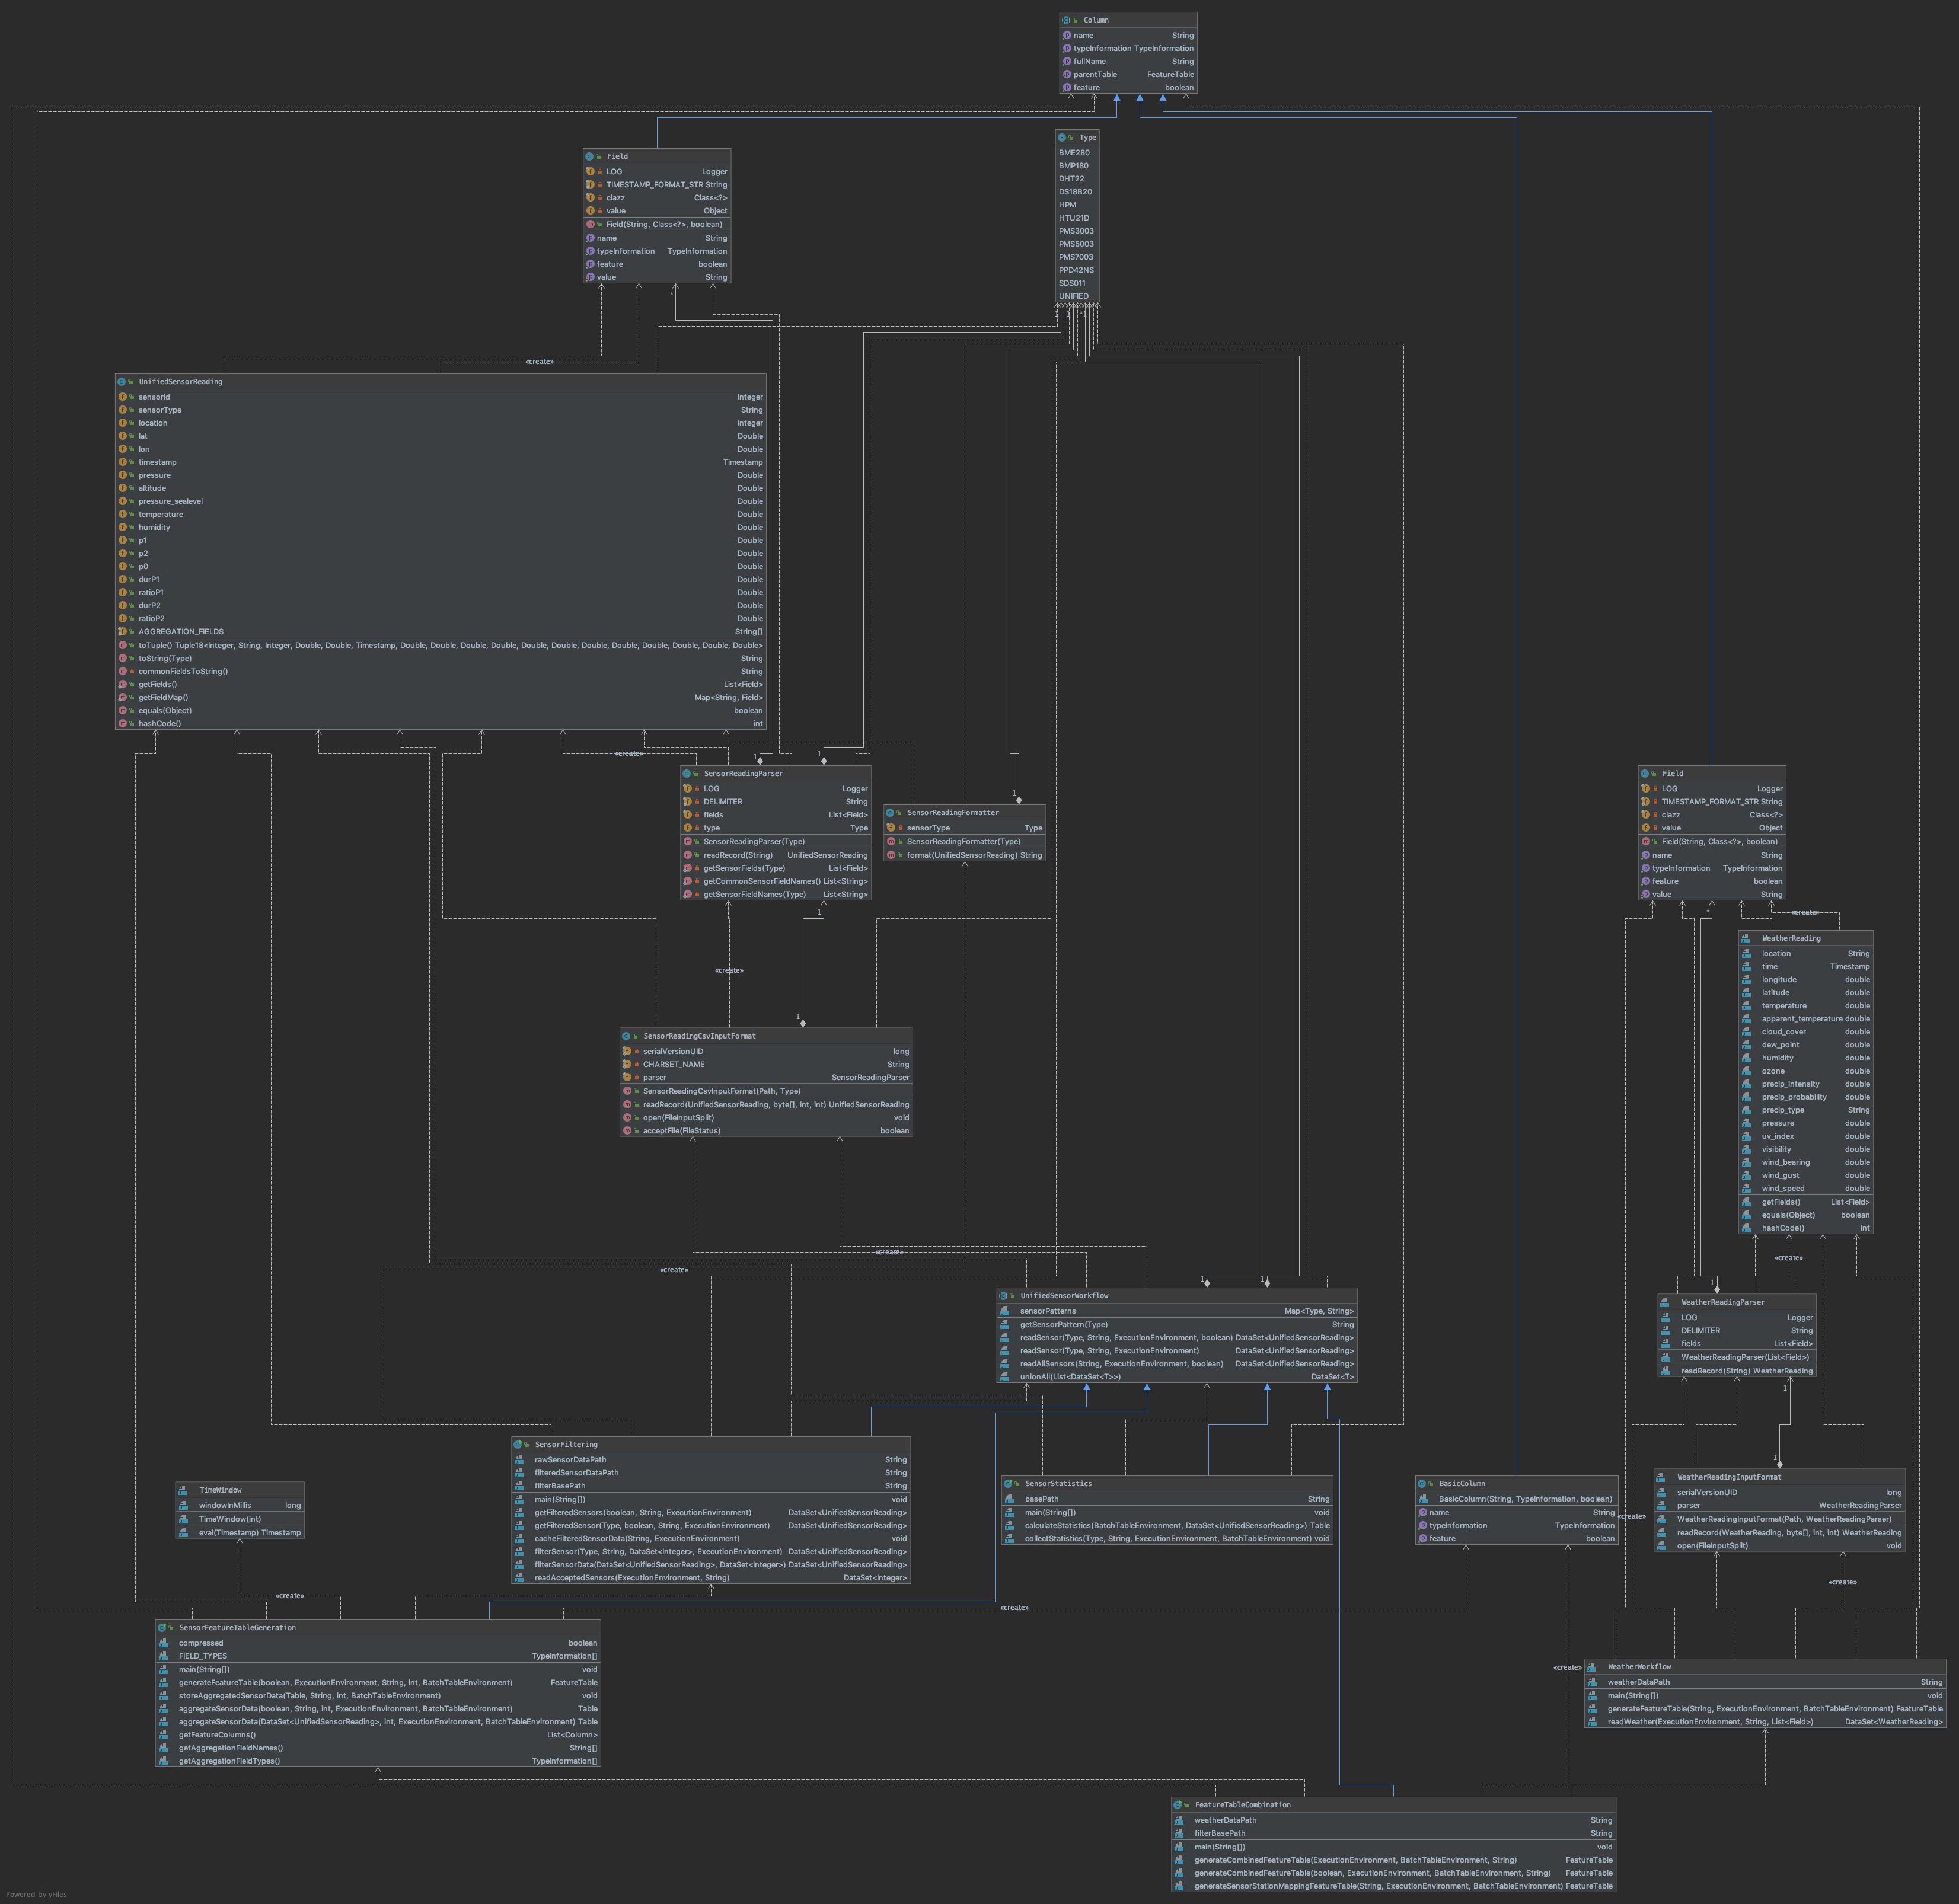 Column
name String
typeInformation TypeInformation
fullName String
parentTable FeatureTable
feature boolean
Type
BME280
BMP180
DHT22
DS18B20
HPM
HTU21D
PMS3003
PMS5003
PMS7003
PPD42NS
SDS011
UNIFIED
Field
LOG Logger
TIMESTAMP_FORMAT_STR String
clazz Class<?>
value Object
Field(String, Class<?>, boolean)
name String
typeInformation TypeInformation
feature boolean
value String
*
1
1
*
1
«create»
UnifiedSensorReading
sensorId Integer
sensorType String
location Integer
lat Double
lon Double
timestamp Timestamp
pressure Double
altitude Double
pressure_sealevel Double
temperature Double
humidity Double
p1 Double
p2 Double
p0 Double
durP1 Double
ratioP1 Double
durP2 Double
ratioP2 Double
AGGREGATION_FIELDS String[]
toTuple() Tuple18<Integer, String, Integer, Double, Double, Timestamp, Double, Double, Double, Double, Double, Double, Double, Double, Double, Double, Double, Double>
toString(Type) String
commonFieldsToString() String
getFields() List<Field>
getFieldMap() Map<String, Field>
equals(Object) boolean
hashCode() int
«create»
1
1
SensorReadingParser
LOG Logger
DELIMITER String
fields List<Field>
type Type
SensorReadingParser(Type)
readRecord(String) UnifiedSensorReading
getSensorFields(Type) List<Field>
getCommonSensorFieldNames() List<String>
getSensorFieldNames(Type) List<String>
1
SensorReadingFormatter
sensorType Type
SensorReadingFormatter(Type)
format(UnifiedSensorReading) String
Field
LOG Logger
TIMESTAMP_FORMAT_STR String
clazz Class<?>
value Object
Field(String, Class<?>, boolean)
name String
typeInformation TypeInformation
feature boolean
value String
1
*
«create»
«create»
1
WeatherReading
location String
time Timestamp
longitude double
latitude double
temperature double
apparent_temperature double
cloud_cover double
dew_point double
humidity double
ozone double
precip_intensity double
precip_probability double
precip_type String
pressure double
uv_index double
visibility double
wind_bearing double
wind_gust double
wind_speed double
getFields() List<Field>
equals(Object) boolean
hashCode() int
SensorReadingCsvInputFormat
serialVersionUID long
CHARSET_NAME String
parser SensorReadingParser
SensorReadingCsvInputFormat(Path, Type)
readRecord(UnifiedSensorReading, byte[], int, int) UnifiedSensorReading
open(FileInputSplit) void
acceptFile(FileStatus) boolean
«create»
«create»
«create»
1
1
1
UnifiedSensorWorkflow
sensorPatterns Map<Type, String>
getSensorPattern(Type) String
readSensor(Type, String, ExecutionEnvironment, boolean) DataSet<UnifiedSensorReading>
readSensor(Type, String, ExecutionEnvironment) DataSet<UnifiedSensorReading>
readAllSensors(String, ExecutionEnvironment, boolean) DataSet<UnifiedSensorReading>
unionAll(List<DataSet<T>>) DataSet<T>
WeatherReadingParser
LOG Logger
DELIMITER String
fields List<Field>
WeatherReadingParser(List<Field>)
readRecord(String) WeatherReading
1
1
SensorFiltering
rawSensorDataPath String
filteredSensorDataPath String
filterBasePath String
main(String[]) void
getFilteredSensors(boolean, String, ExecutionEnvironment) DataSet<UnifiedSensorReading>
getFilteredSensor(Type, boolean, String, ExecutionEnvironment) DataSet<UnifiedSensorReading>
cacheFilteredSensorData(String, ExecutionEnvironment) void
filterSensor(Type, String, DataSet<Integer>, ExecutionEnvironment) DataSet<UnifiedSensorReading>
filterSensorData(DataSet<UnifiedSensorReading>, DataSet<Integer>) DataSet<UnifiedSensorReading>
readAcceptedSensors(ExecutionEnvironment, String) DataSet<Integer>
SensorStatistics
basePath String
main(String[]) void
calculateStatistics(BatchTableEnvironment, DataSet<UnifiedSensorReading>) Table
collectStatistics(Type, String, ExecutionEnvironment, BatchTableEnvironment) void
BasicColumn
BasicColumn(String, TypeInformation, boolean)
name String
typeInformation TypeInformation
feature boolean
WeatherReadingInputFormat
serialVersionUID long
parser WeatherReadingParser
WeatherReadingInputFormat(Path, WeatherReadingParser)
readRecord(WeatherReading, byte[], int, int) WeatherReading
open(FileInputSplit) void
TimeWindow
windowInMillis long
TimeWindow(int)
eval(Timestamp) Timestamp
«create»
«create»
«create»
«create»
«create»
SensorFeatureTableGeneration
compressed boolean
FIELD_TYPES TypeInformation[]
main(String[]) void
generateFeatureTable(boolean, ExecutionEnvironment, String, int, BatchTableEnvironment) FeatureTable
storeAggregatedSensorData(Table, String, int, BatchTableEnvironment) void
aggregateSensorData(boolean, String, int, ExecutionEnvironment, BatchTableEnvironment) Table
aggregateSensorData(DataSet<UnifiedSensorReading>, int, ExecutionEnvironment, BatchTableEnvironment) Table
getFeatureColumns() List<Column>
getAggregationFieldNames() String[]
getAggregationFieldTypes() TypeInformation[]
WeatherWorkflow
weatherDataPath String
main(String[]) void
generateFeatureTable(String, ExecutionEnvironment, BatchTableEnvironment) FeatureTable
readWeather(ExecutionEnvironment, String, List<Field>) DataSet<WeatherReading>
FeatureTableCombination
weatherDataPath String
filterBasePath String
main(String[]) void
generateCombinedFeatureTable(ExecutionEnvironment, BatchTableEnvironment, String) FeatureTable
generateCombinedFeatureTable(boolean, ExecutionEnvironment, BatchTableEnvironment, String) FeatureTable
generateSensorStationMappingFeatureTable(String, ExecutionEnvironment, BatchTableEnvironment) FeatureTable
Powered by yFiles